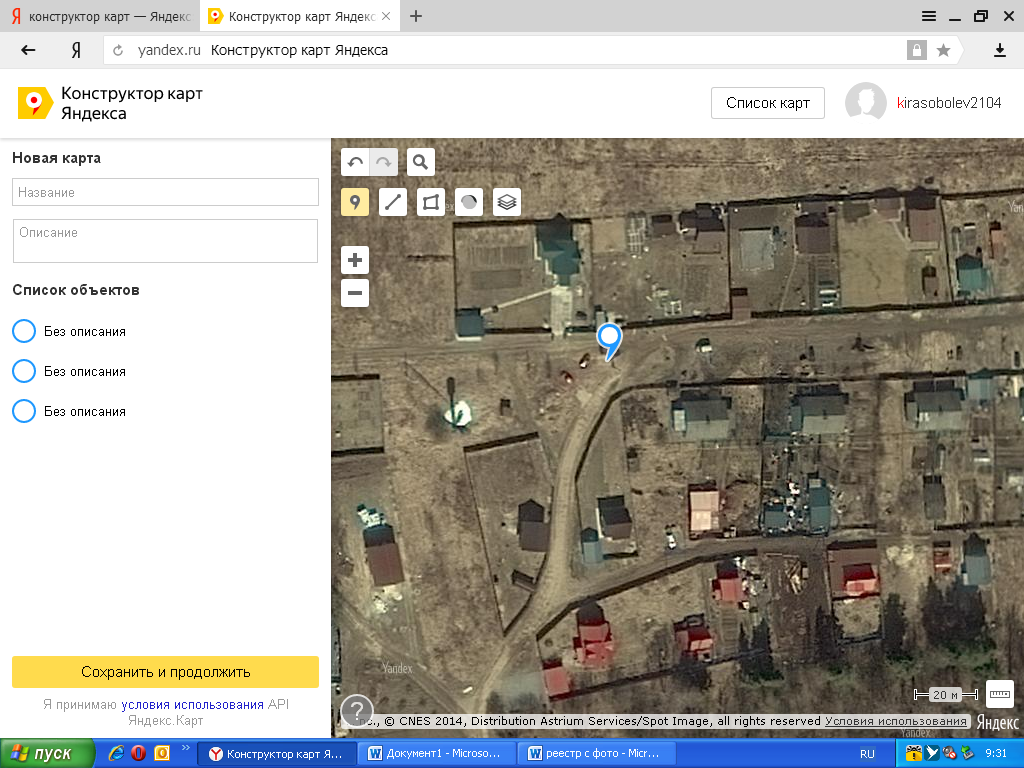 конструктор карт — Яндекс
Конструктор карт Яндекс
yandex.ru Конструктор карт Яндекса
Конструктор карт
Яндекса
Список карт
kirasobolev2104
Новая карта
Название
Описание
Список объектов
Без описания
Без описания
Без описания
Сохранить и продолжить
Я принимаю условия использования API
Яндекс.Карт
Yandex
20 м
?
Inc., © CNES 2014, Distribution Astrium Services/Spot Image, all rights reserved Условия использования
Яндекс
Yandex
пуск
Конструктор карт Я...
Документ1 - Microso...
реестр с фото - Micr...
RU
9:31